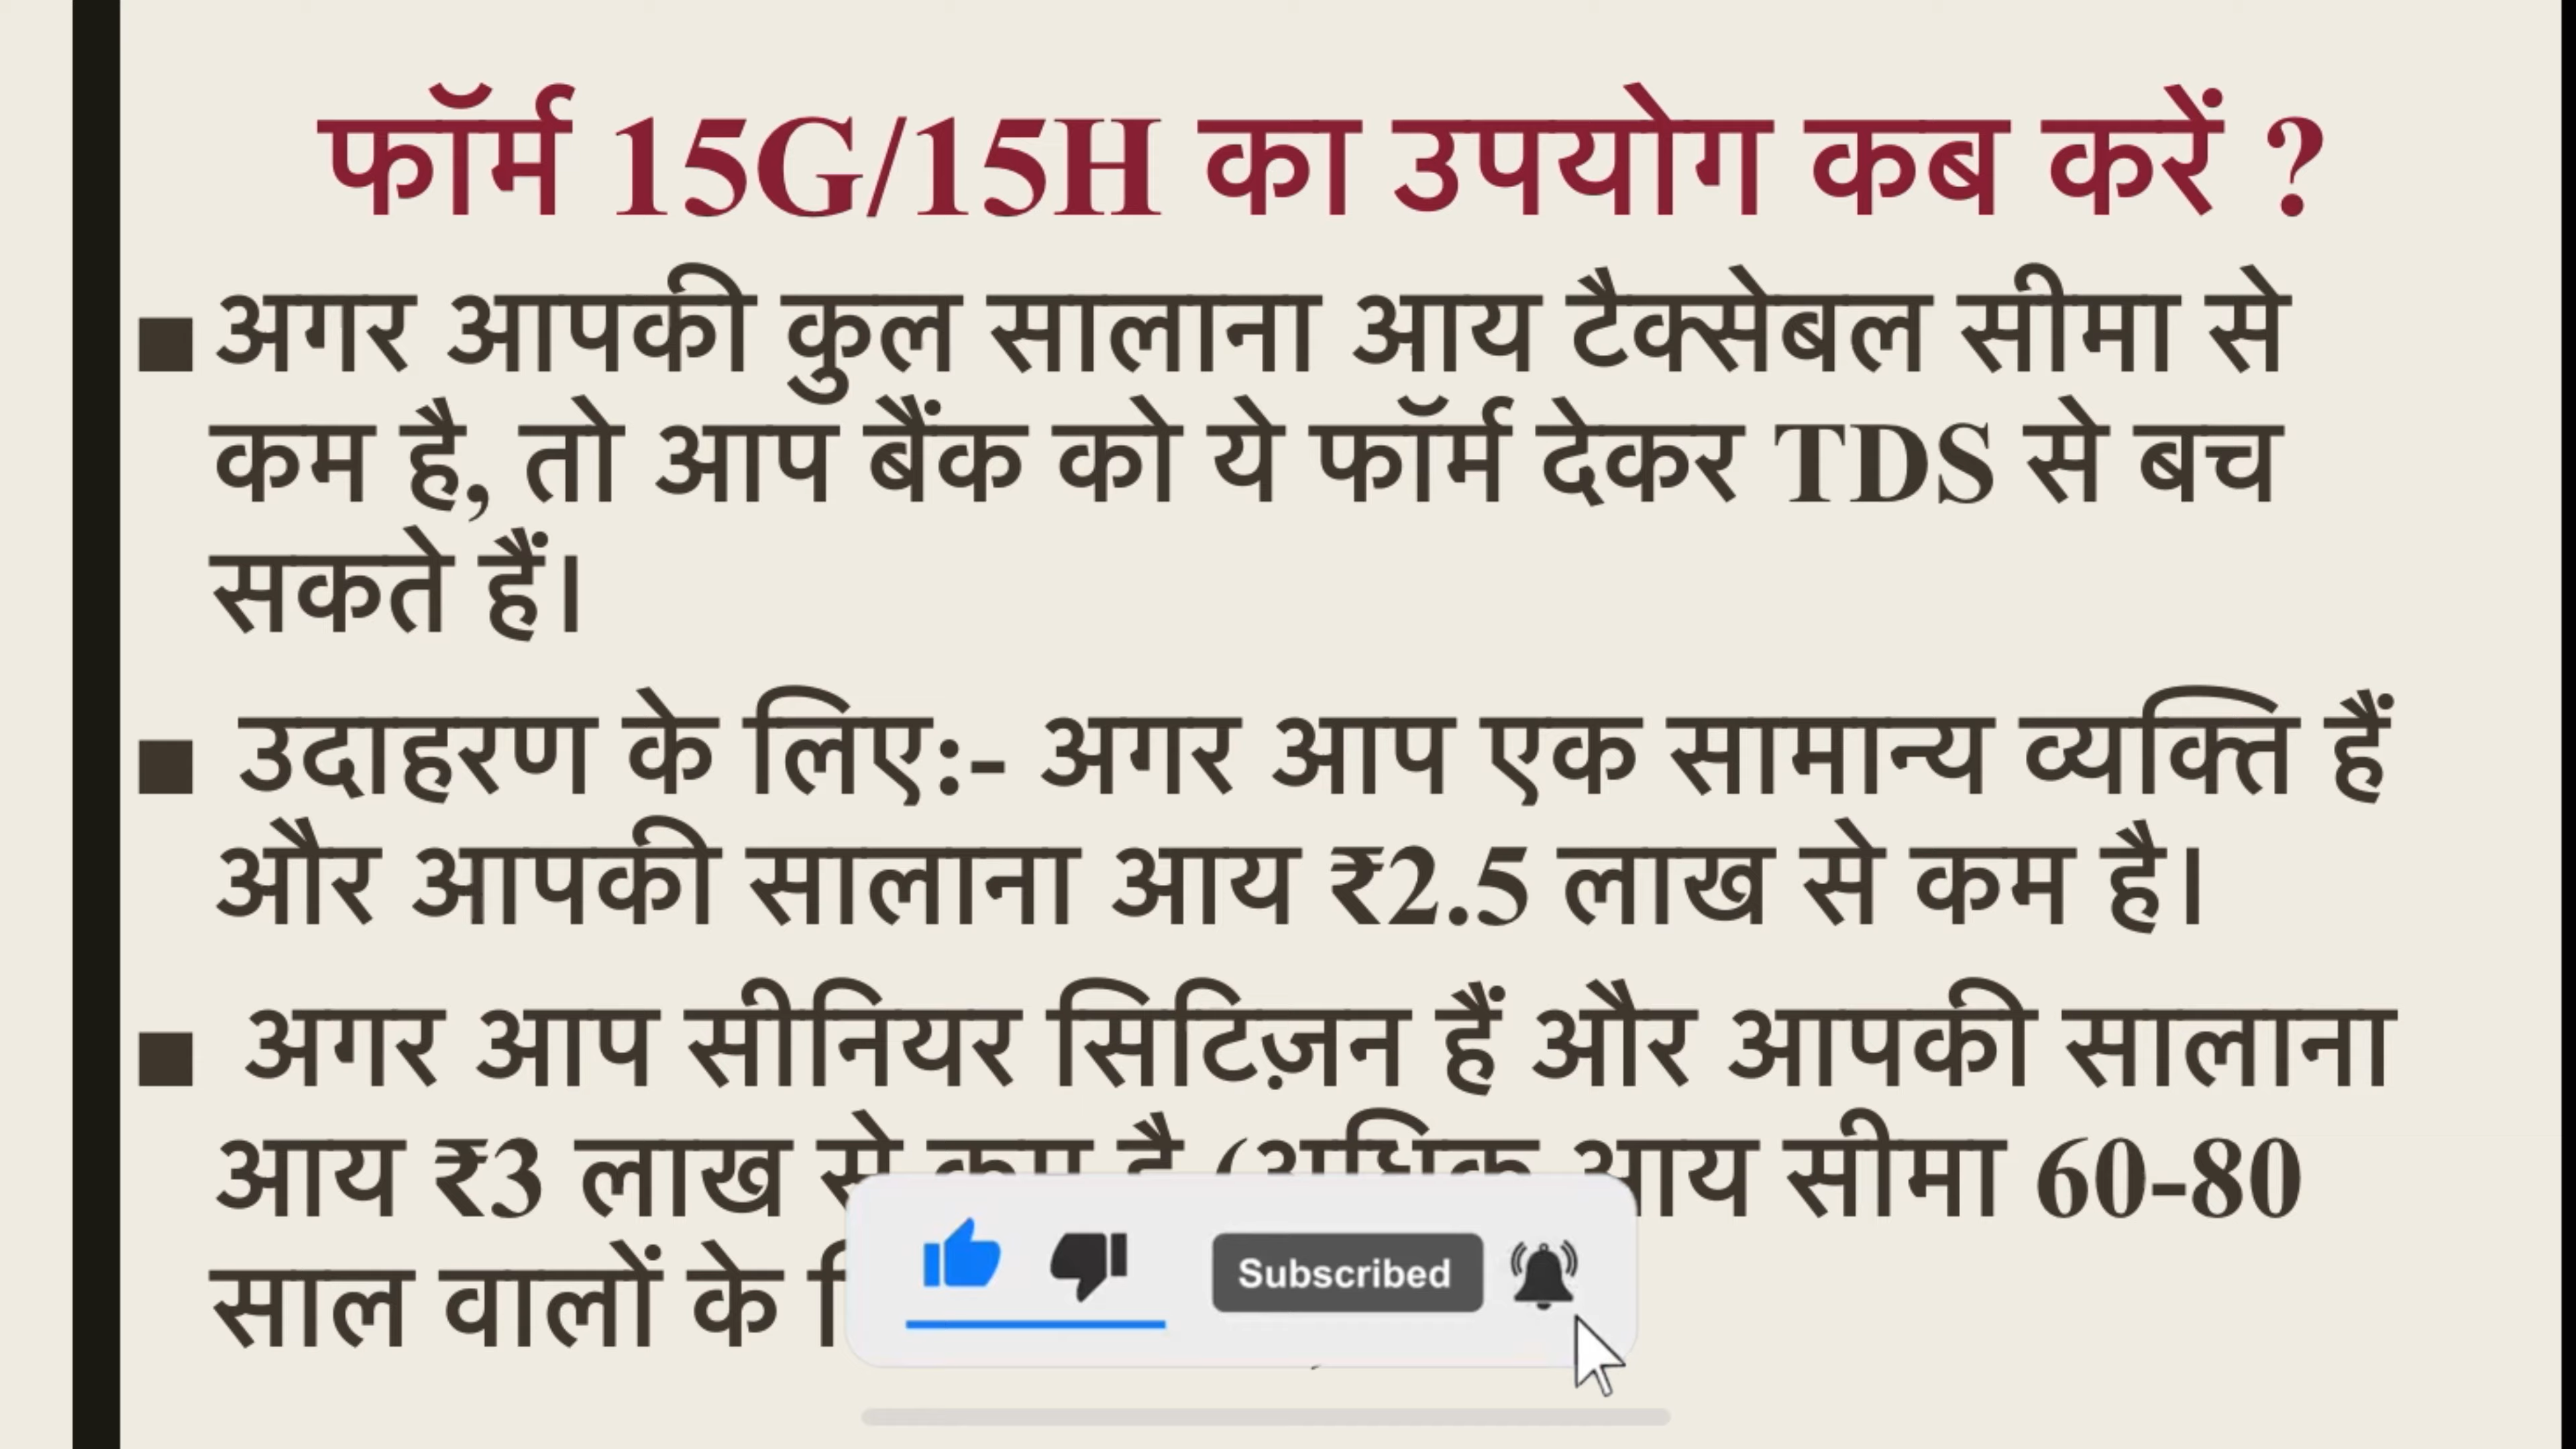 फॉर्म 15G/15H का उपयोग कब करें ?
■ अगर आपकी कुल सालाना आय टैक्सेबल सीमा से
कम है, तो आप बैंक को ये फॉर्म देकर TDS से बच
सकते हैं।
■ उदाहरण के लिए:- अगर आप एक सामान्य व्यक्ति हैं
और आपकी सालाना आय ₹2.5 लाख से कम है।
■ अगर आप सीनियर सिटिज़न हैं और आपकी सालाना
आय ₹3 लाख से कम है (अधिक आय सीमा 60-80
साल वालों के
Subscribed